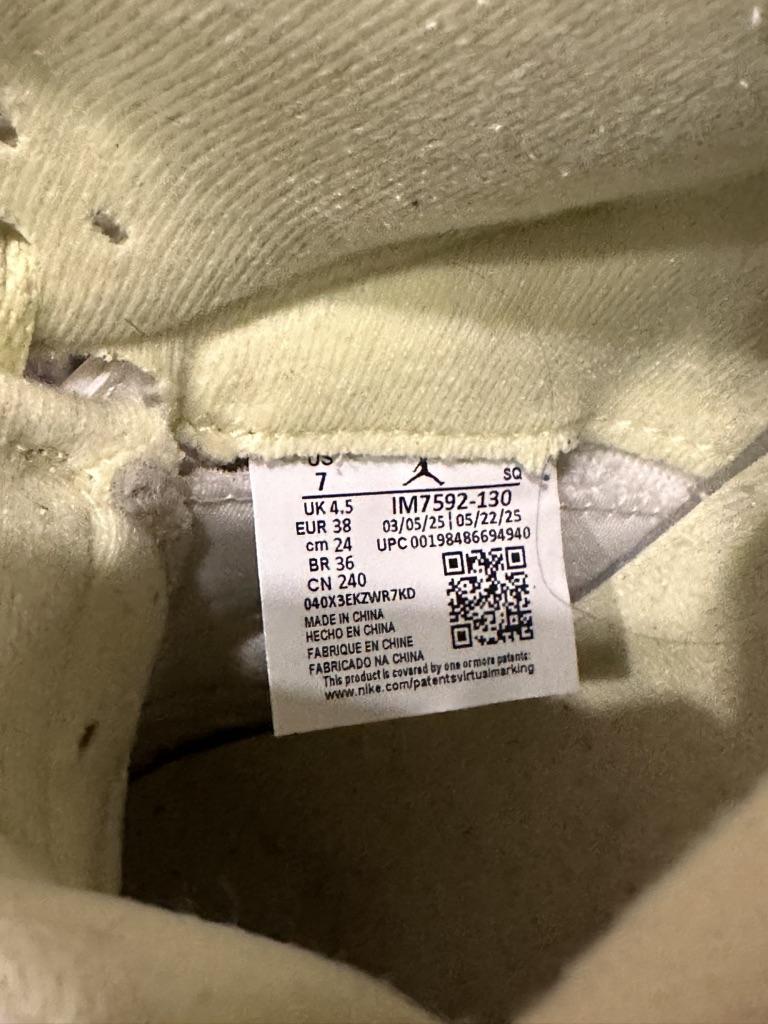 US
7
SQ
UK 4.5
IM7592-130
EUR 38
03/05/25 | 05/22/25
cm 24
UPC 00198486694940
BR 36
CN 240
040X3EKZWR7KD
MADE IN CHINA
HECHO EN CHINA
FABRIQUE EN CHINE
FABRICADO NA CHINA
This product is covered by one or more patents:
www.nike.com/patentsvirtualmarking